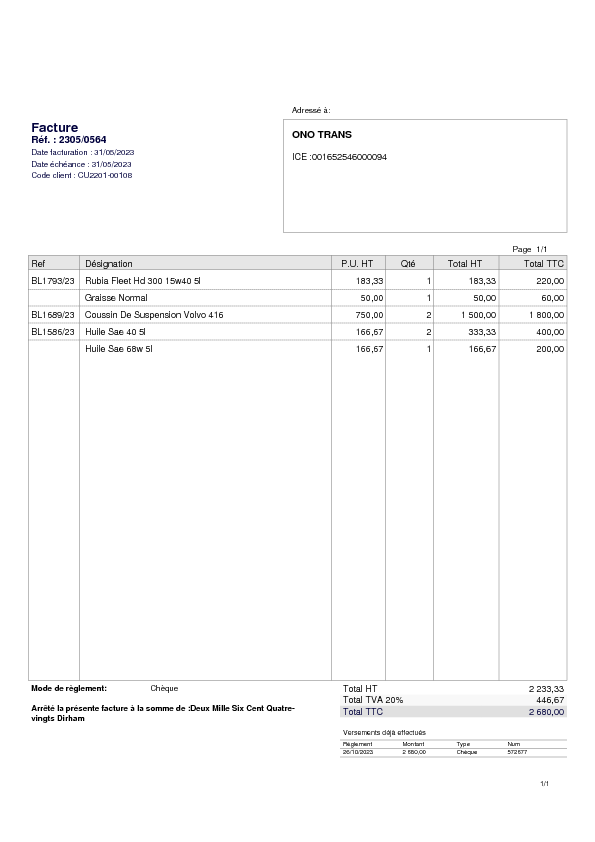 Adressé à:
Facture
Réf. : 2305/0564
Date facturation : 31/05/2023
Date échéance : 31/05/2023
Code client : CU2201-00108
ONO TRANS
ICE :001652546000094
Page 1/1
Ref Désignation P.U. HT Qté Total HT Total TTC
BL1793/23 Rubia Fleet Hd 300 15w40 5l 183,33 1 183,33 220,00
Graisse Normal 50,00 1 50,00 60,00
BL1689/23 Coussin De Suspension Volvo 416 750,00 2 1 500,00 1 800,00
BL1586/23 Huile Sae 40 5l 166,67 2 333,33 400,00
Huile Sae 68w 5l 166,67 1 166,67 200,00
Mode de règlement: Chèque
Total HT 2 233,33
Total TVA 20% 446,67
Total TTC 2 680,00
Arrêté la présente facture à la somme de :Deux Mille Six Cent Quatre-
vingts Dirham
Versements déjà effectués
Règlement Montant Type Num
26/10/2023 2 680,00 Chèque
1/1